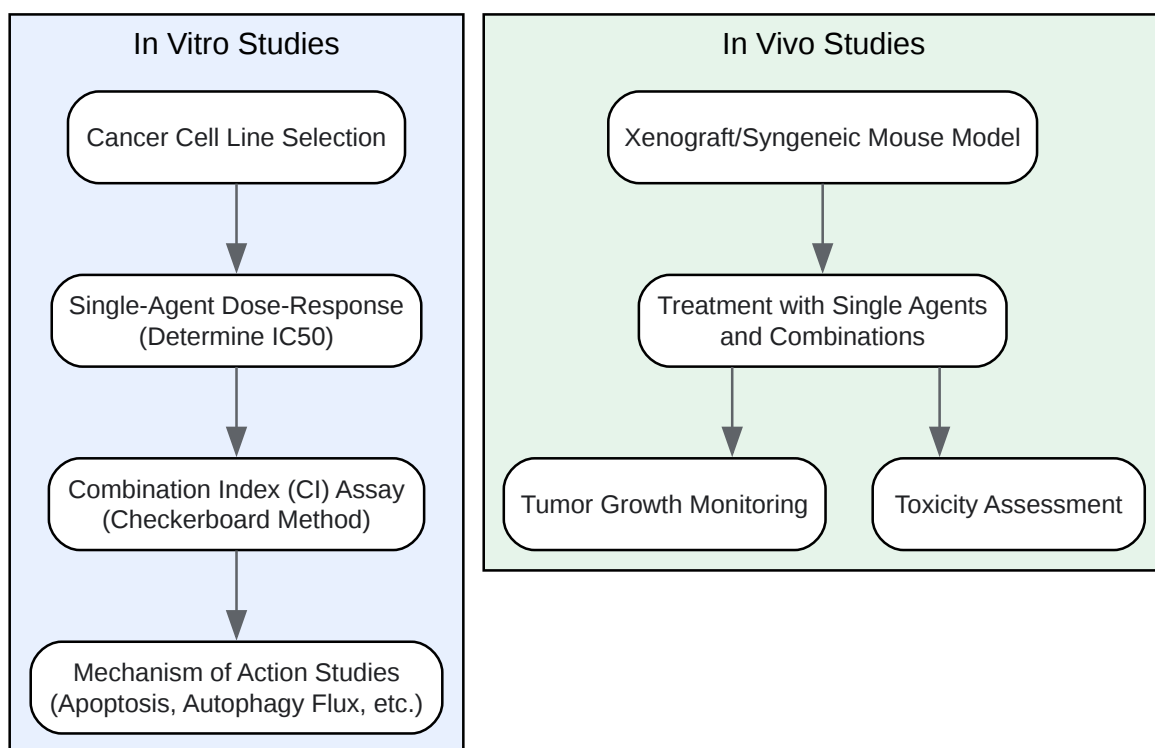 In Vitro Studies
Cancer Cell Line Selection
Single-Agent Dose-Response
(Determine IC50)
Combination Index (CI) Assay
(Checkerboard Method)
Mechanism of Action Studies
(Apoptosis, Autophagy Flux, etc.)
In Vivo Studies
Xenograft/Syngeneic Mouse Model
Treatment with Single Agents
and Combinations
Tumor Growth Monitoring
Toxicity Assessment